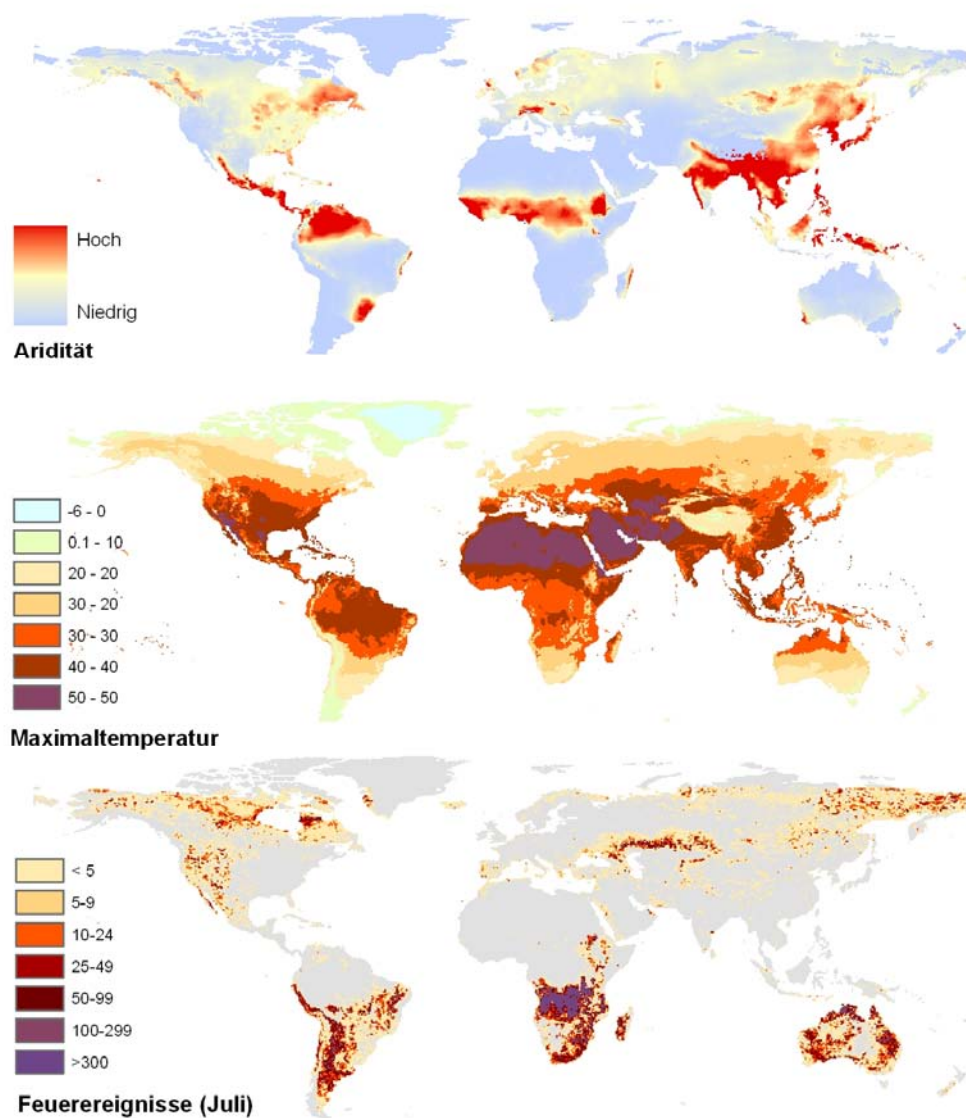 Hoch
Niedrig
Aridität
-6 - 0
0.1 - 10
20 - 20
30 - 20
30 - 30
40 - 40
50 - 50
Maximaltemperatur
< 5
5-9
10-24
25-49
50-99
100-299
>300
Feuerereignisse (Juli)